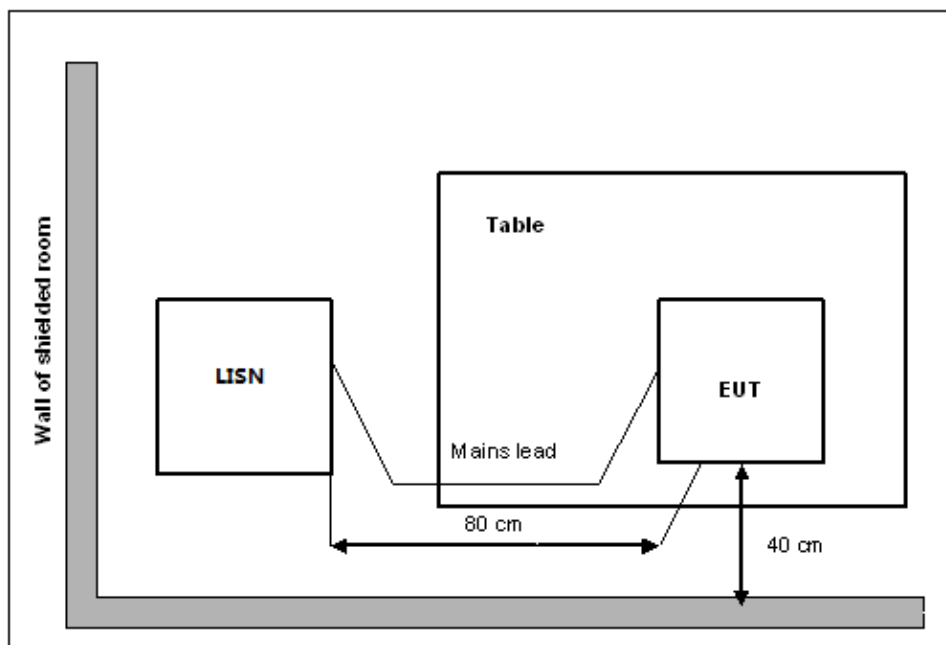 Wall of shielded room
Table
LISN
EUT
Mains lead
80 cm
40 cm